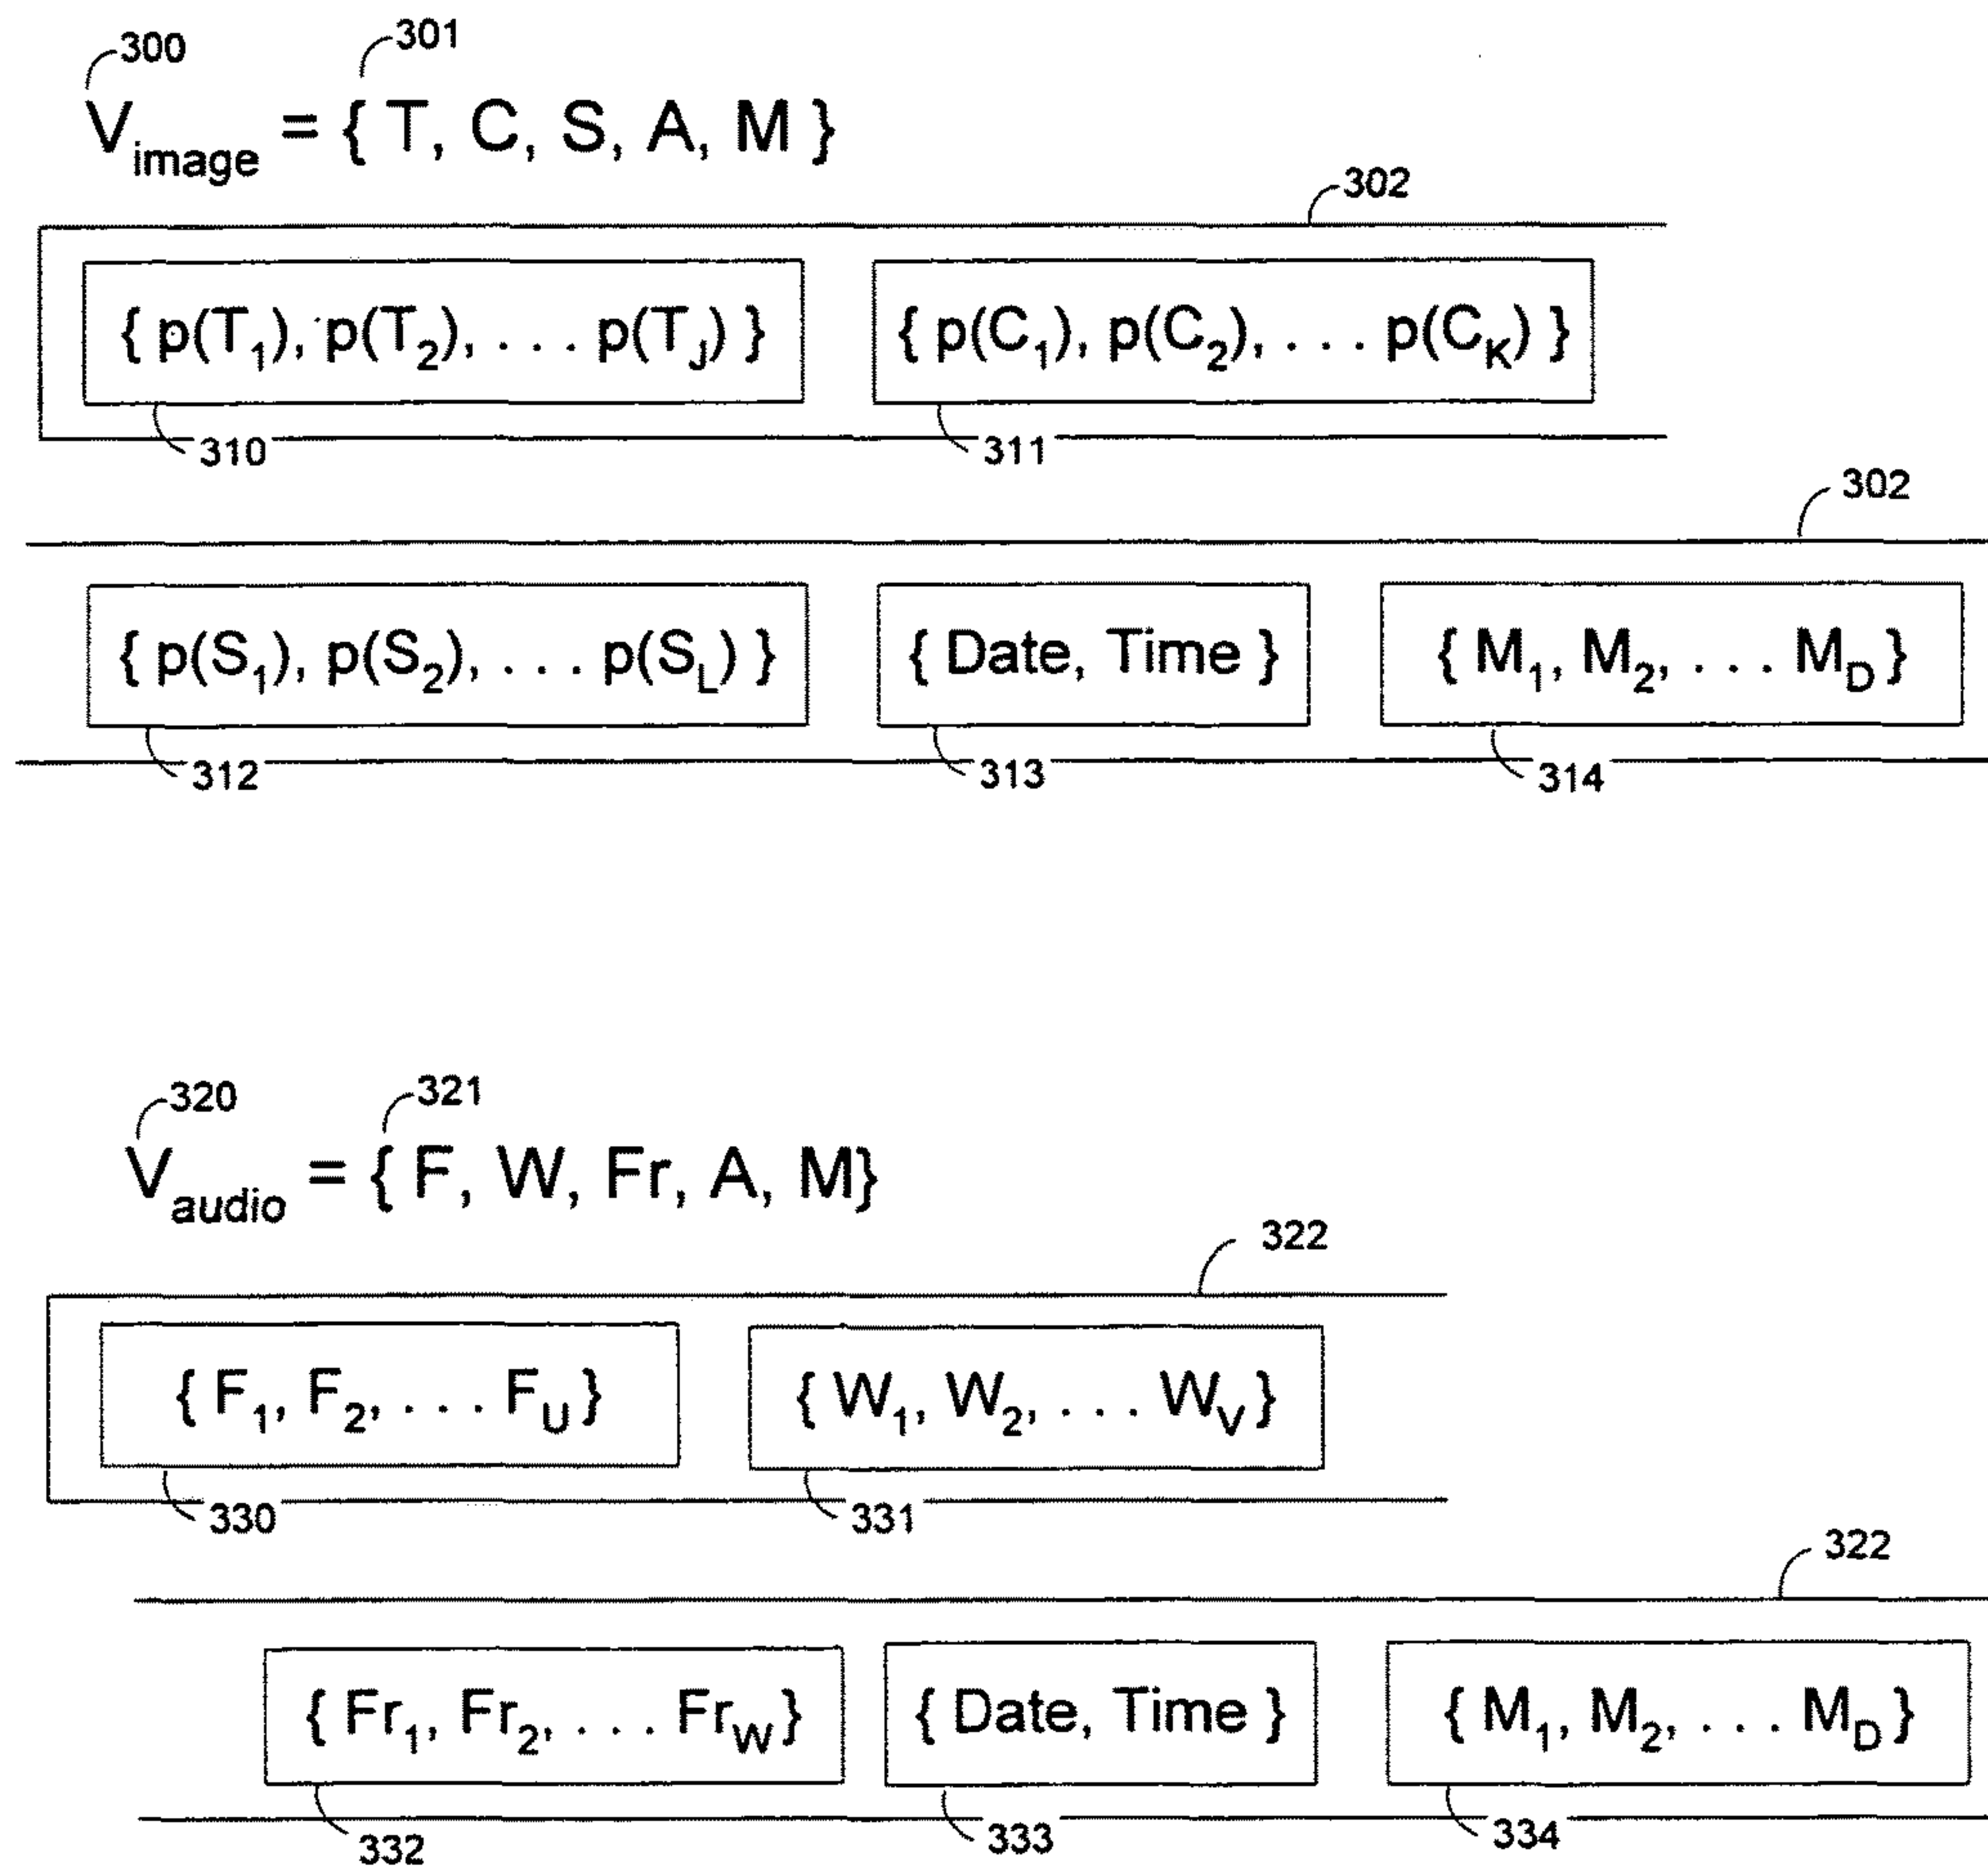 300 301
V_image = { T, C, S, A, M }
302
{ p(T_1), p(T_2), . . . p(T_J) } { p(C_1), p(C_2), . . . p(C_K) }
310 311
302
{ p(S_1), p(S_2), . . . p(S_L) } { Date, Time } { M_1, M_2, . . . M_D }
312 313 314
320 321
V_audio = { F, W, Fr, A, M}
322
{ F_1, F_2, . . . F_U } { W_1, W_2, . . . W_V }
330 331
322
{ Fr_1, Fr_2, . . . Fr_W } { Date, Time } { M_1, M_2, . . . M_D }
332 333 334